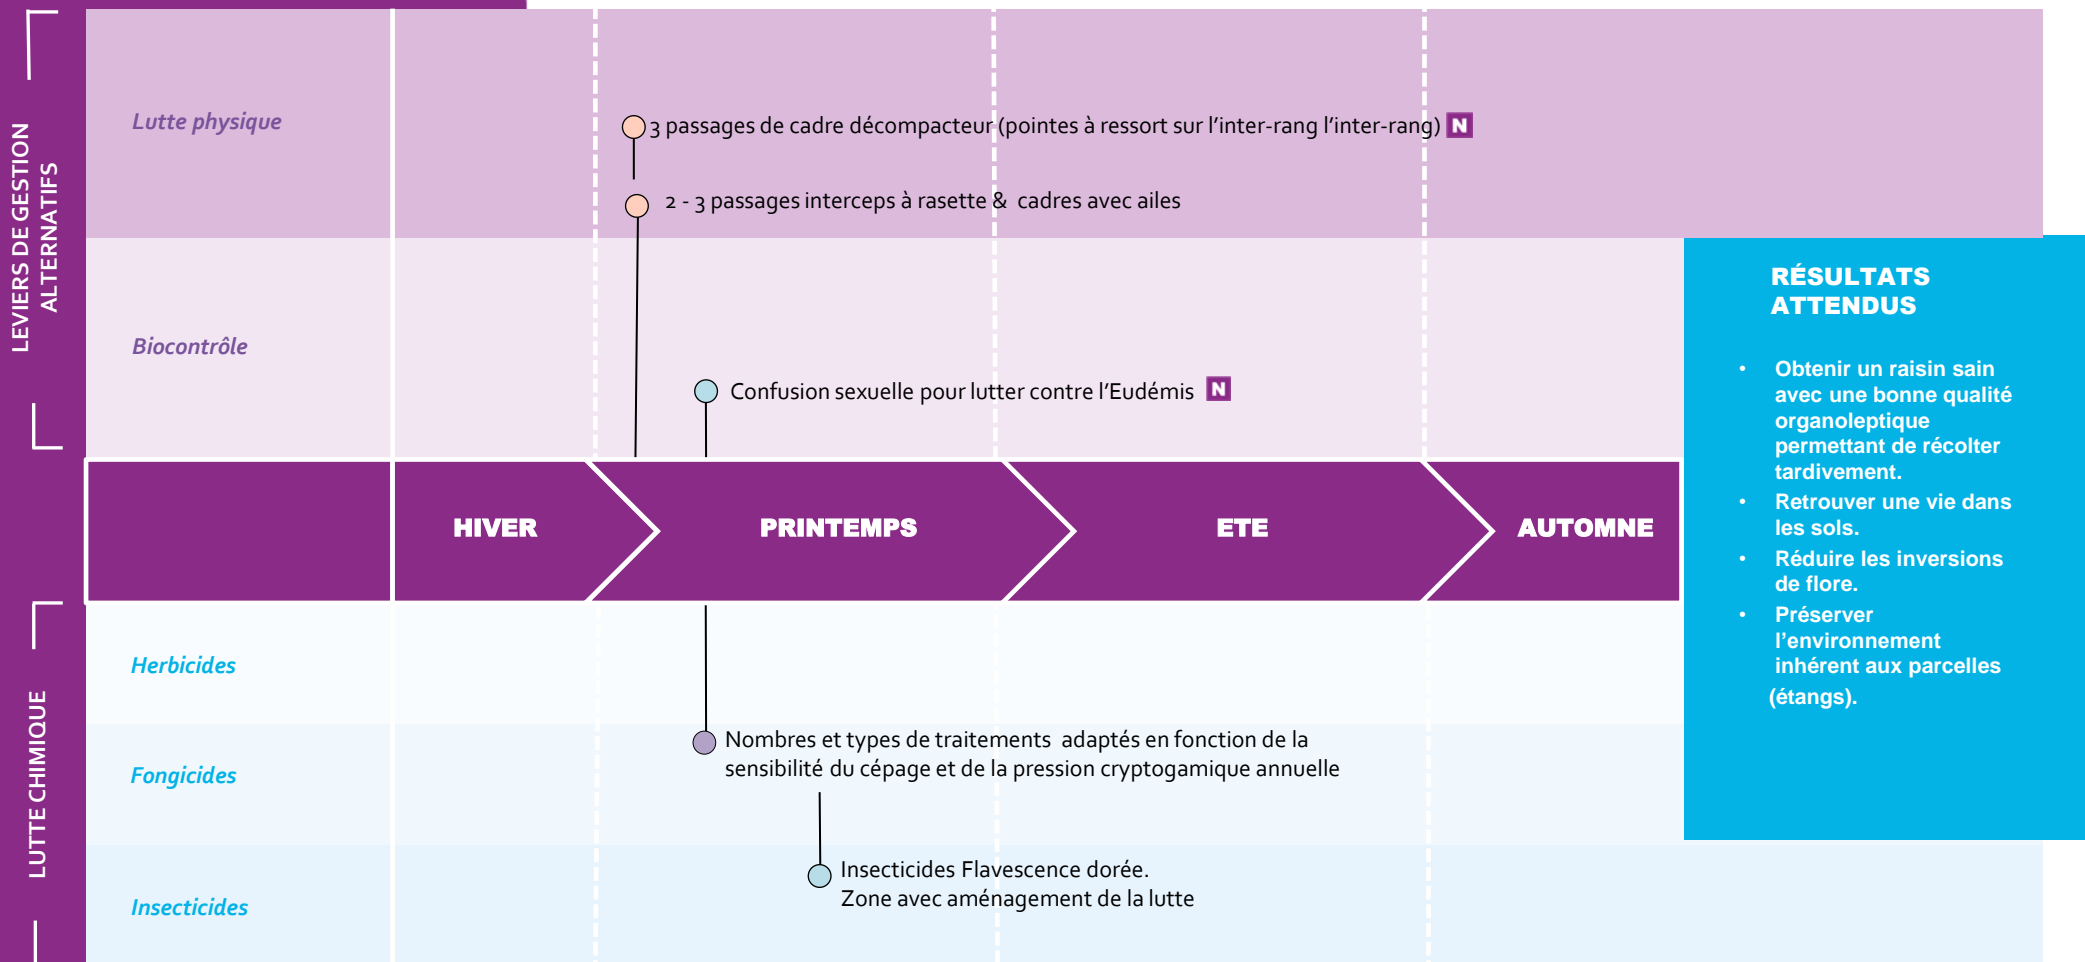 LEVIERS DE GESTION
ALTERNATIFS
Lutte physique
3 passages de cadre décompacteur (pointes à ressort sur l’inter-rang l’inter-rang) N
2 - 3 passages interceps à rasette & cadres avec ailes
Biocontrôle
Confusion sexuelle pour lutter contre l’Eudémis N
HIVER
PRINTEMPS
ETE
AUTOMNE
LUTTE CHIMIQUE
Herbicides
Fongicides
Nombres et types de traitements adaptés en fonction de la
sensibilité du cépage et de la pression cryptogamique annuelle
Insecticides
Insecticides Flavescence dorée.
Zone avec aménagement de la lutte
RÉSULTATS
ATTENDUS
• Obtenir un raisin sain
avec une bonne qualité
organoleptique
permettant de récolter
tardivement.
• Retrouver une vie dans
les sols.
• Réduire les inversions
de flore.
• Préserver
l’environnement
inhérent aux parcelles
(étangs).